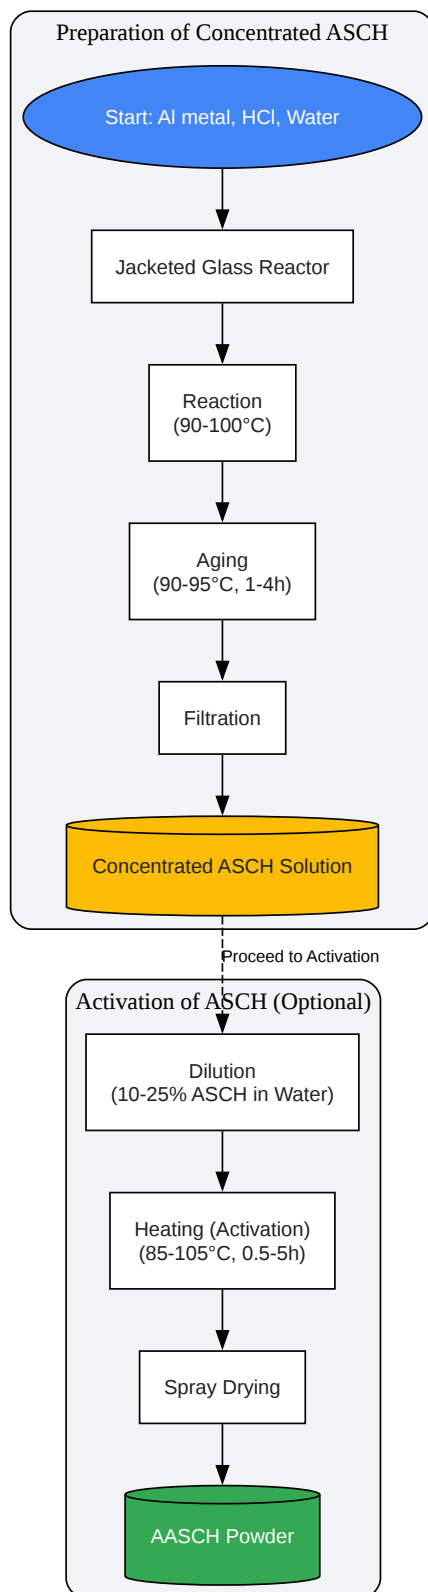 Preparation of Concentrated ASCH
Start: Al metal, HCl, Water
Jacketed Glass Reactor
Reaction
(90-100°C)
Aging
(90-95°C, 1-4h)
Filtration
Concentrated ASCH Solution
Proceed to Activation
Activation of ASCH (Optional)
Dilution
(10-25% ASCH in Water)
Heating (Activation)
(85-105°C, 0.5-5h)
Spray Drying
AASCH Powder